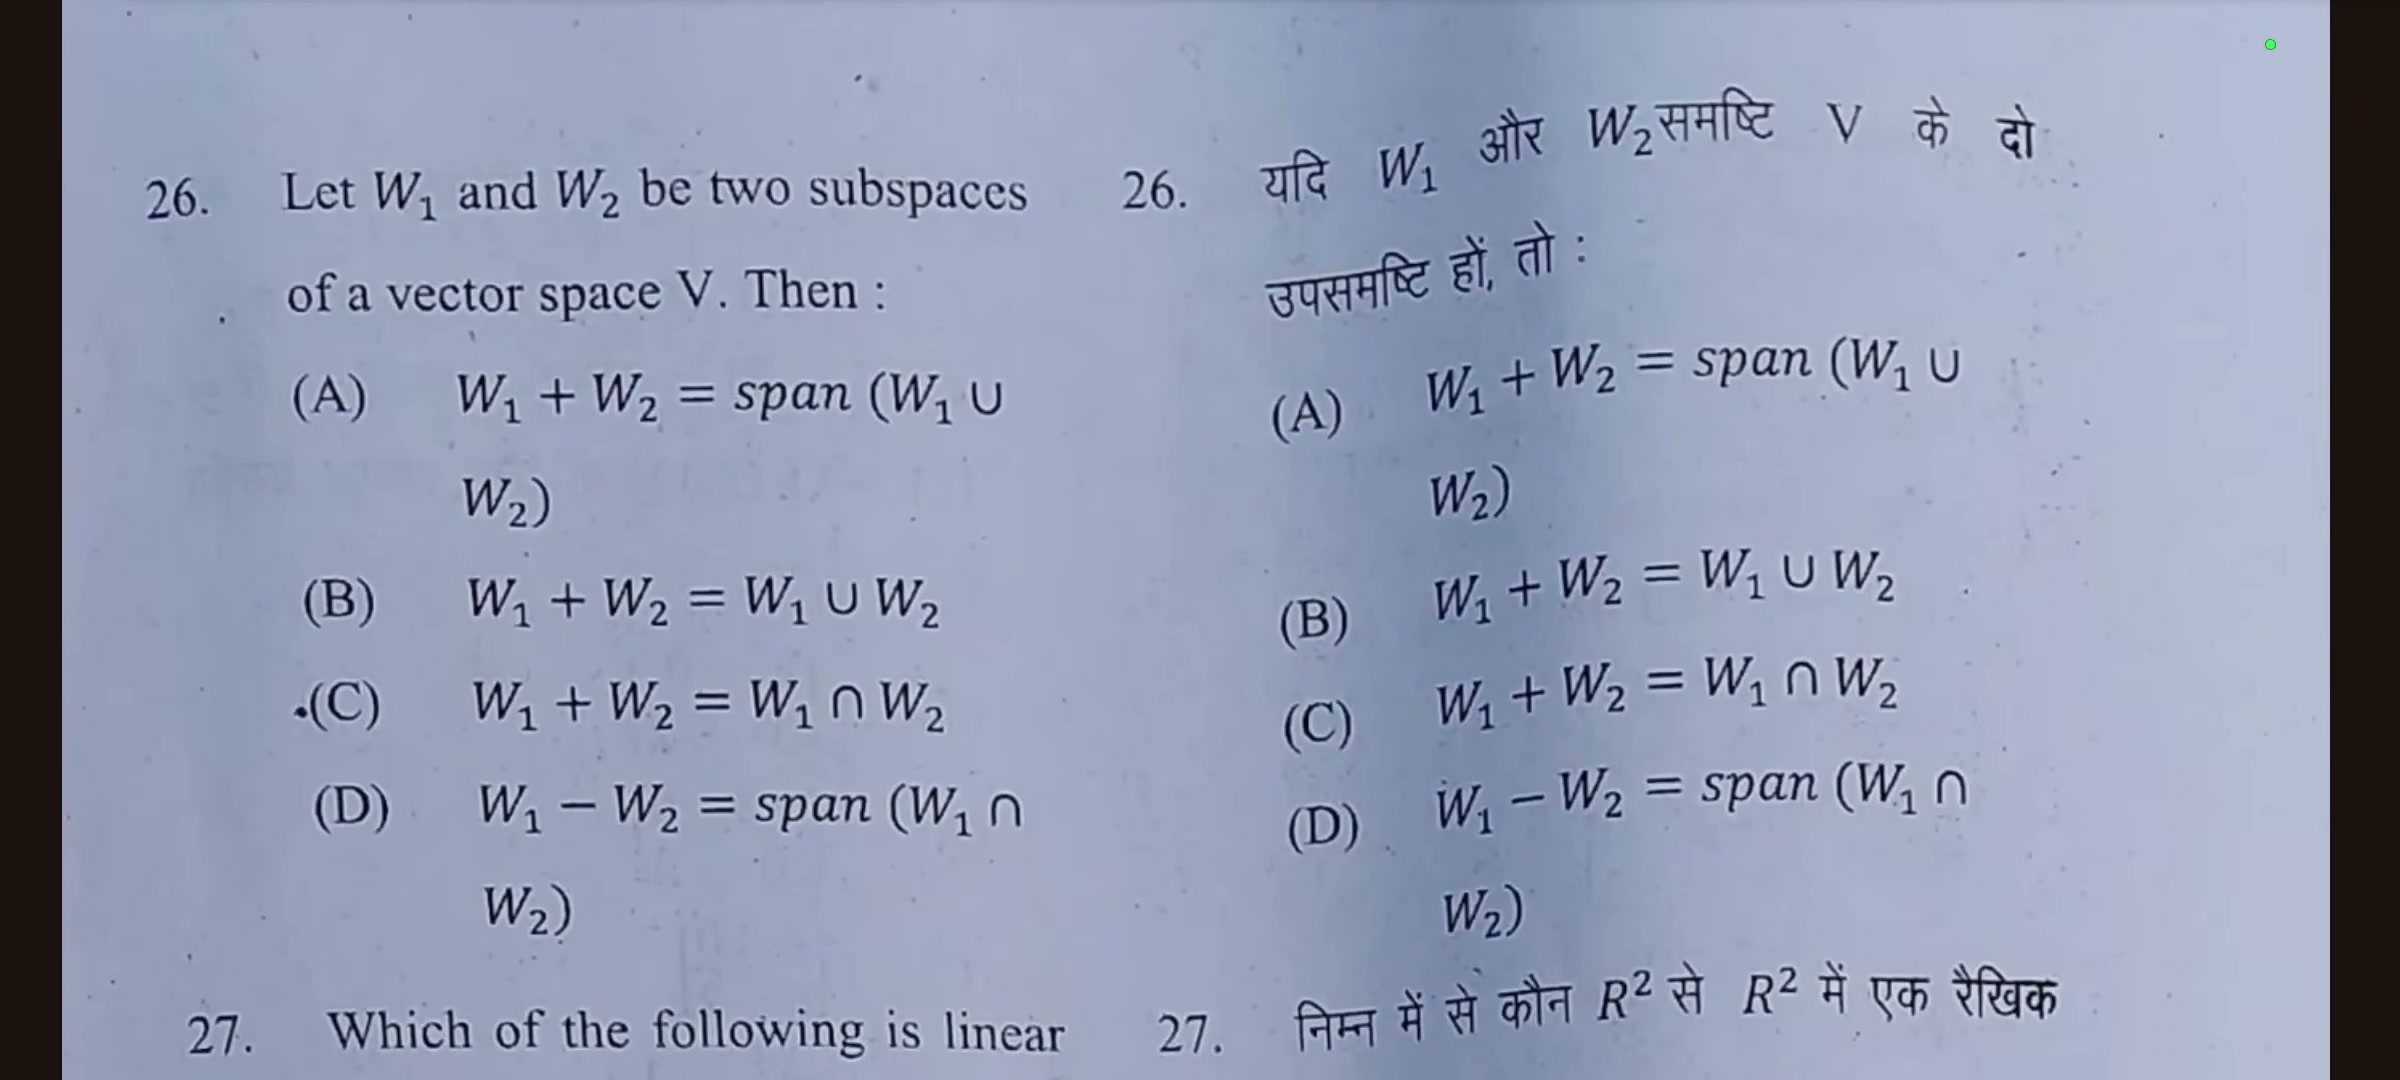 26. Let W₁ and W₂ be two subspaces
of a vector space V. Then :
(A) W₁ + W₂ = span (W₁ ∪
W₂)
(B) W₁ + W₂ = W₁ ∪ W₂
(C) W₁ + W₂ = W₁ ∩ W₂
(D) W₁ − W₂ = span (W₁ ∩
W₂)
27. Which of the following is linear
26. यदि W₁ और W₂ समष्टि V के दो
उपसमष्टि हों, तो :
(A) W₁ + W₂ = span (W₁ ∪
W₂)
(B) W₁ + W₂ = W₁ ∪ W₂
(C) W₁ + W₂ = W₁ ∩ W₂
(D) W₁ − W₂ = span (W₁ ∩
W₂)
27. निम्न में से कौन R² से R² में एक रैखिक